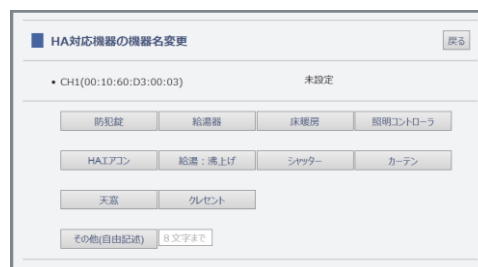 HA対応機器の機器名変更 戻る
• CH1(00:10:60:D3:00:03) 未設定
防犯錠 給湯器 床暖房 照明コントローラ
HAエアコン 給湯：沸上げ シャッター カーテン
天窓 クレセント
その他(自由記述) 8文字まで